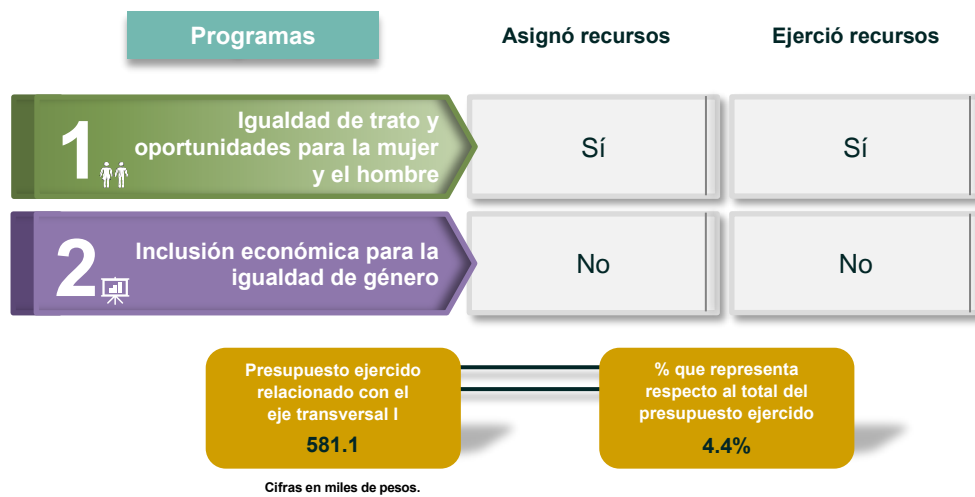 Programas
Asignó recursos
Ejerció recursos
1
Igualdad de trato y
oportunidades para la mujer
y el hombre
Sí
Sí
2
Inclusión económica para la
igualdad de género
No
No
Presupuesto ejercido
relacionado con el
eje transversal I
581.1
% que representa
respecto al total del
presupuesto ejercido
4.4%
Cifras en miles de pesos.